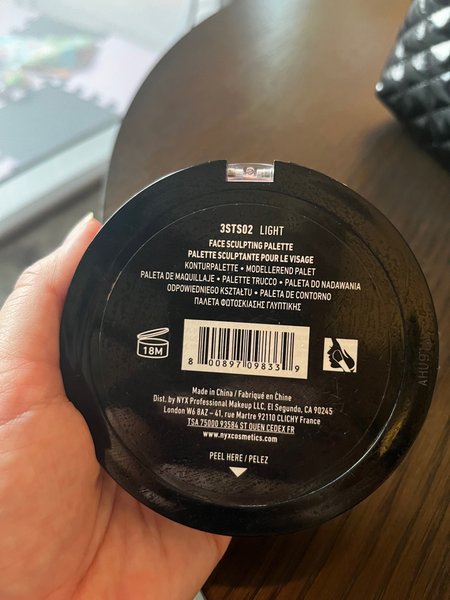 3STS02 LIGHT
FACE SCULPTING PALETTE
PALETTE SCULPTANTE POUR LE VISAGE
KONTURPALETTE • MODELLEREND PALET
PALETA DE MAQUILLAJE • PALETTE TRUCCO • PALETA DO NADAWANIA
ODPOWIEDNIEGO KSZTAŁTU • PALETA DE CONTORNO
ΠΑΛΕΤΑ ΦΩΤΟΣΚΙΑΣΗΣ ΓΛΥΠΤΙΚΗΣ
18M
8 00897 09833 9
Made in China / Fabriqué en Chine
Dist. by NYX Professional Makeup LLC, El Segundo, CA 90245
London W6 8AZ - 41, rue Martre 92110 CLICHY France
TSA 75000 93584 ST OUEN CEDEX FR
www.nyxcosmetics.com
PEEL HERE / PELEZ